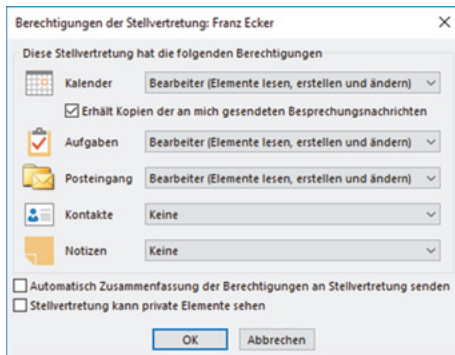 Berechtigungen der Stellvertretung: Franz Ecker
Diese Stellvertretung hat die folgenden Berechtigungen
Kalender Bearbeiter (Elemente lesen, erstellen und ändern)
Erhält Kopien der an mich gesendeten Besprechungsnachrichten
Aufgaben Bearbeiter (Elemente lesen, erstellen und ändern)
Posteingang Bearbeiter (Elemente lesen, erstellen und ändern)
Kontakte Keine
Notizen Keine
Automatisch Zusammenfassung der Berechtigungen an Stellvertretung senden
Stellvertretung kann private Elemente sehen
OK Abbrechen